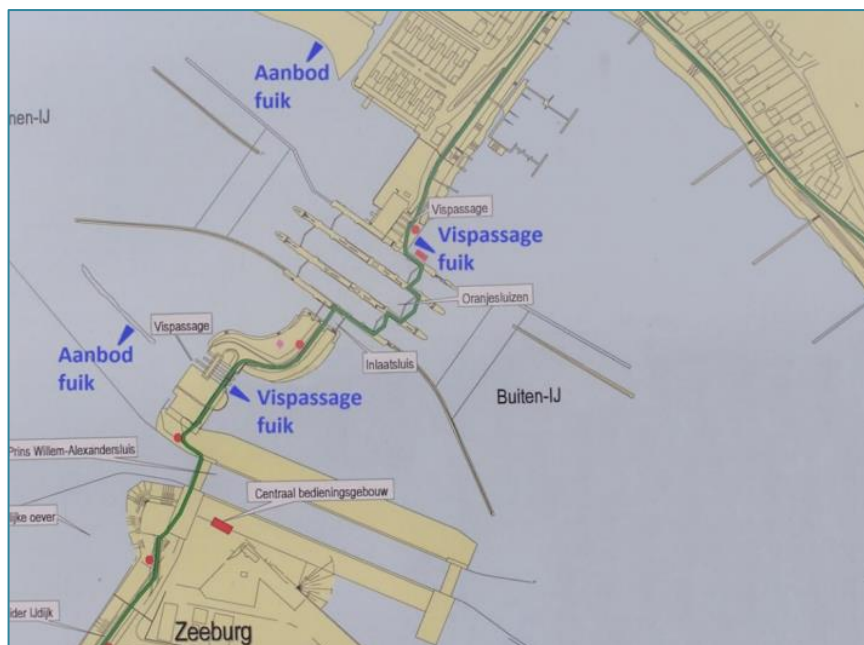 Aanbod
fuik
nen-IJ
Vispassage
Vispassage
fuik
Oranjesluizen
Vispassage
Aanbod
fuik
Inlaatsluis
Vispassage
fuik
Buiten-IJ
Prins Willem-Alexandersluis
Centraal bedieningsgebouw
lijke oever
ider IJdijk
Zeeburg